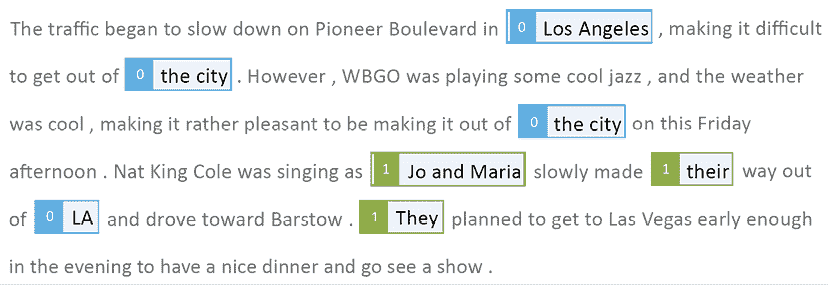 The traffic began to slow down on Pioneer Boulevard in 0 Los Angeles , making it difficult
to get out of 0 the city . However , WBGO was playing some cool jazz , and the weather
was cool , making it rather pleasant to be making it out of 0 the city on this Friday
afternoon . Nat King Cole was singing as 1 Jo and Maria slowly made 1 their way out
of 0 LA and drove toward Barstow . 1 They planned to get to Las Vegas early enough
in the evening to have a nice dinner and go see a show .